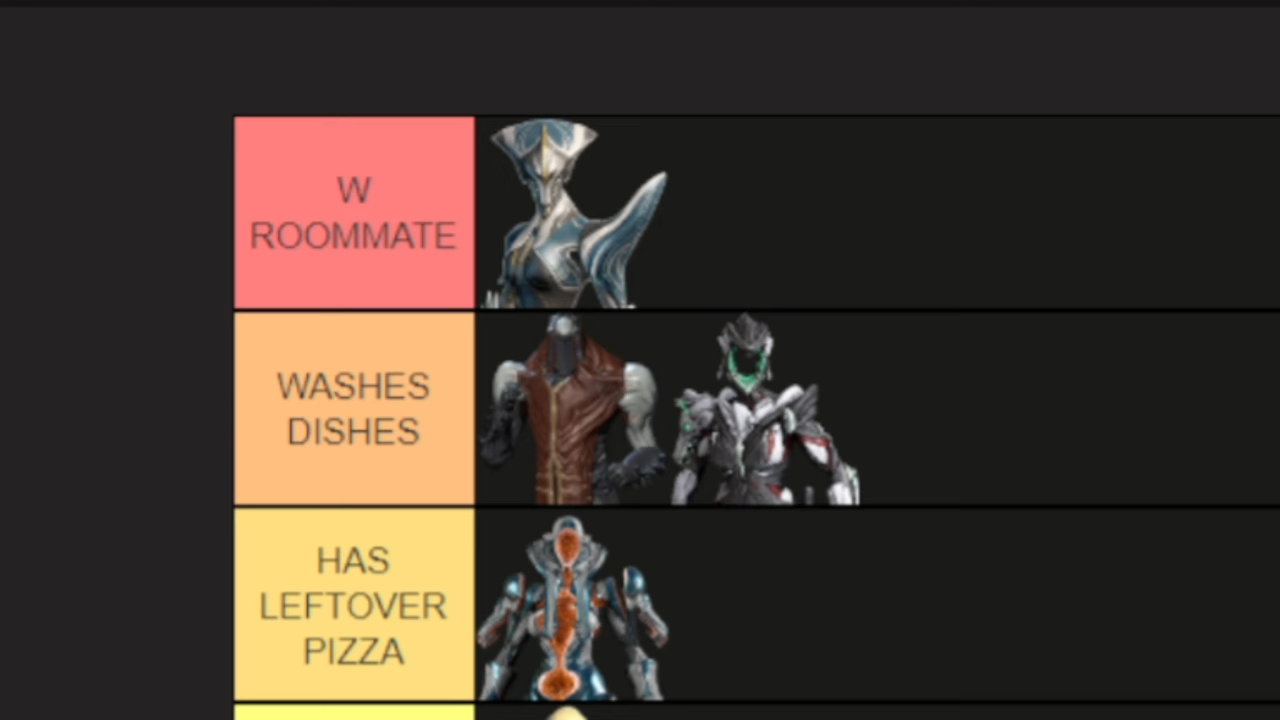 W
ROOMMATE
WASHES
DISHES
HAS
LEFTOVER
PIZZA